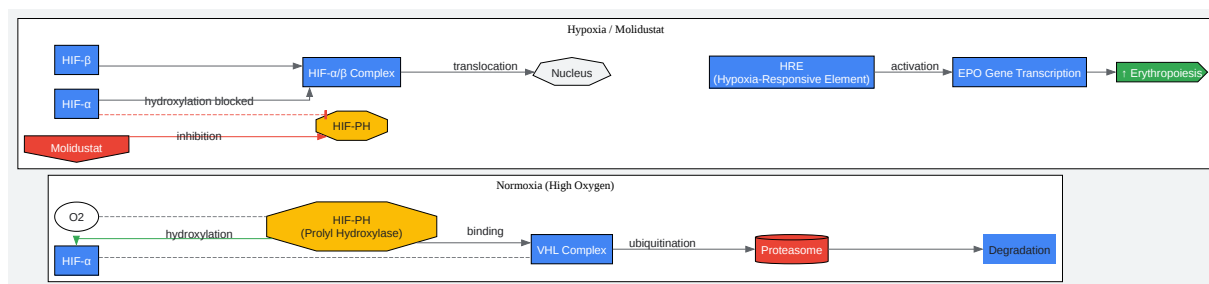 Hypoxia / Molidustat
HIF-β
HIF-α/β Complex
translocation
Nucleus
HRE
(Hypoxia-Responsive Element)
activation
EPO Gene Transcription
↑ Erythropoiesis
HIF-α
hydroxylation blocked
HIF-PH
Molidustat
inhibition
Normoxia (High Oxygen)
O2
HIF-PH
(Prolyl Hydroxylase)
hydroxylation
binding
HIF-α
VHL Complex
ubiquitination
Proteasome
Degradation